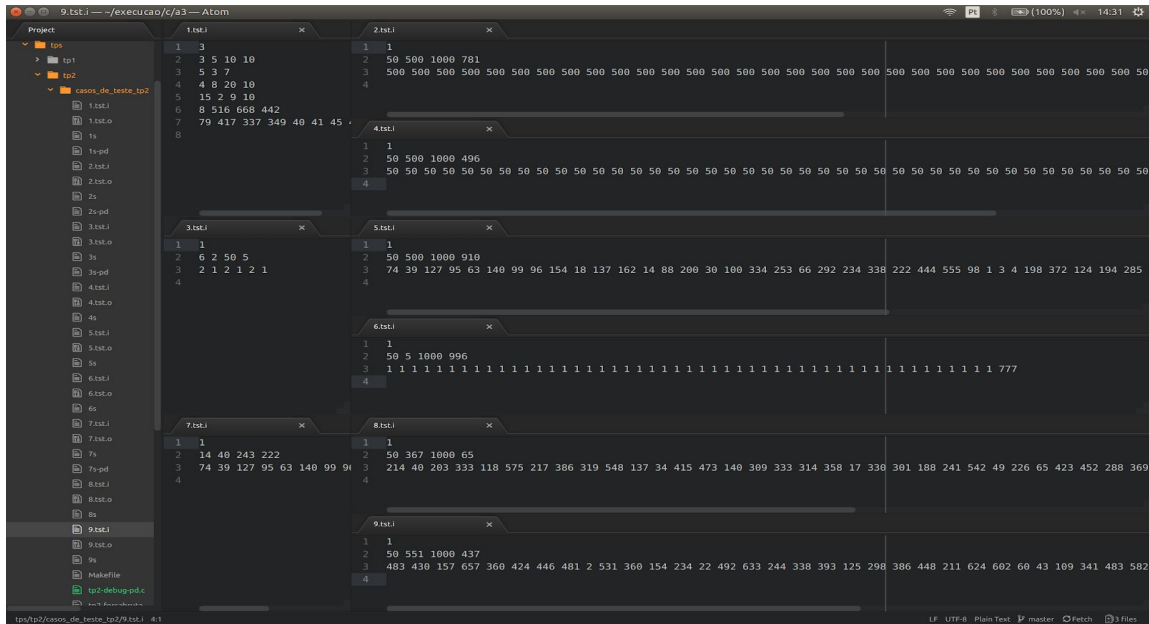 9.tst.i — ~/execucao/c/a3 — Atom
Pt
(100%)
14:31
Project
tps
tp1
tp2
casos_de_teste_tp2
1.tst.i
1.tst.o
1s
1s-pd
2.tst.i
2.tst.o
2s
2s-pd
3.tst.i
3.tst.o
3s
3s-pd
4.tst.i
4.tst.o
4s
5.tst.i
5.tst.o
5s
6.tst.i
6.tst.o
6s
7.tst.i
7.tst.o
7s
7s-pd
8.tst.i
8.tst.o
8s
9.tst.i
9.tst.o
9s
Makefile
tp2-debug-pd.c
1.tst.i
1 3
2 3 5 10 10
3 5 3 7
4 4 8 20 10
5 15 2 9 10
6 8 516 668 442
7 79 417 337 349 40 41 45
8
2.tst.i
1 1
2 50 500 1000 781
3 500 500 500 500 500 500 500 500 500 500 500 500 500 500 500 500 500 500 500 500 500 500 500 500 500 500 500 500 500 500 500 500 500 500 500 500 50
4
4.tst.i
1 1
2 50 500 1000 496
3 50 50 50 50 50 50 50 50 50 50 50 50 50 50 50 50 50 50 50 50 50 50 50 50 50 50 50 50 50 50 50 50 50 50 50 50 50 50 50 50 50
4
3.tst.i
1 1
2 6 2 50 5
3 2 1 2 1 2 1
4
5.tst.i
1 1
2 50 500 1000 910
3 74 39 127 95 63 140 99 96 154 18 137 162 14 88 200 30 100 334 253 66 292 234 338 222 444 555 98 1 3 4 198 372 124 194 285
4
6.tst.i
1 1
2 50 5 1000 996
3 1 1 1 1 1 1 1 1 1 1 1 1 1 1 1 1 1 1 1 1 1 1 1 1 1 1 1 1 1 1 1 1 1 1 1 1 1 1 1 1 1 1 1 1 1 1 1 1 1 777
4
7.tst.i
1 1
2 14 40 243 222
3 74 39 127 95 63 140 99 9
4
8.tst.i
1 1
2 50 367 1000 65
3 214 40 203 333 118 575 217 386 319 548 137 34 415 473 140 309 333 314 358 17 330 301 188 241 542 49 226 65 423 452 288 369
4
9.tst.i
1 1
2 50 551 1000 437
3 483 430 157 657 360 424 446 481 2 531 360 154 234 22 492 633 244 338 393 125 298 386 448 211 624 602 60 43 109 341 483 582
4
tps/tp2/casos_de_teste_tp2/9.tst.i 4:1
LF UTF-8 Plain Text master Fetch 3 files